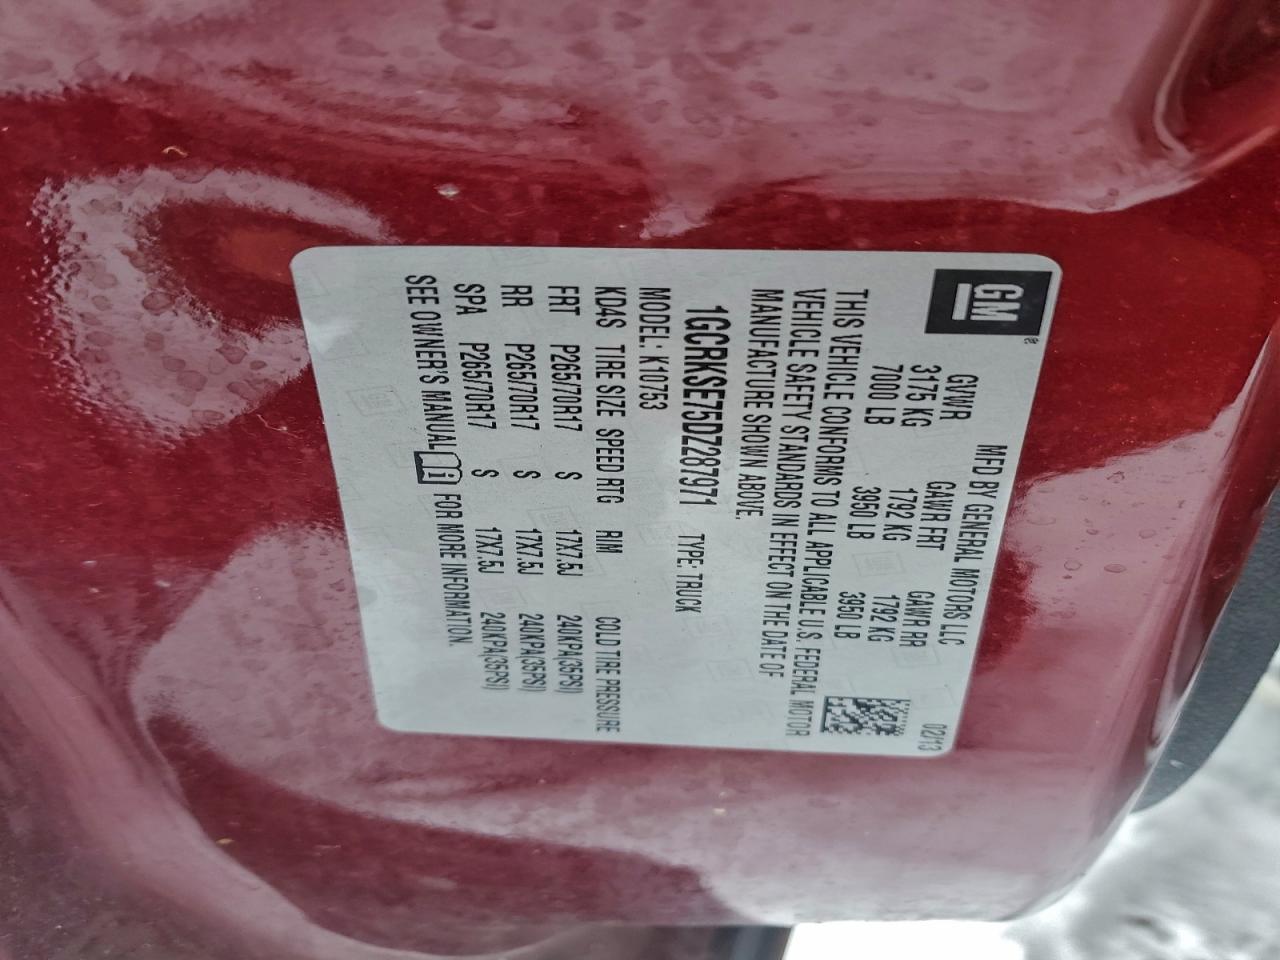 GM®
MFD BY GENERAL MOTORS LLC 02/13
GVWR GAWR FRT GAWR RR
3175 KG 1792 KG 1792 KG
7000 LB 3950 LB 3950 LB
THIS VEHICLE CONFORMS TO ALL APPLICABLE U.S. FEDERAL MOTOR
VEHICLE SAFETY STANDARDS IN EFFECT ON THE DATE OF
MANUFACTURE SHOWN ABOVE.
1GCRKSE75DZ287971 TYPE: TRUCK
MODEL: K10753
KDAS TIRE SIZE SPEED RTG RIM COLD TIRE PRESSURE
FRT P265/70R17 S 17X7.5J 240KPA(35PSI)
RR P265/70R17 S 17X7.5J 240KPA(35PSI)
SPA P265/70R17 S 17X7.5J 240KPA(35PSI)
SEE OWNER'S MANUAL FOR MORE INFORMATION.